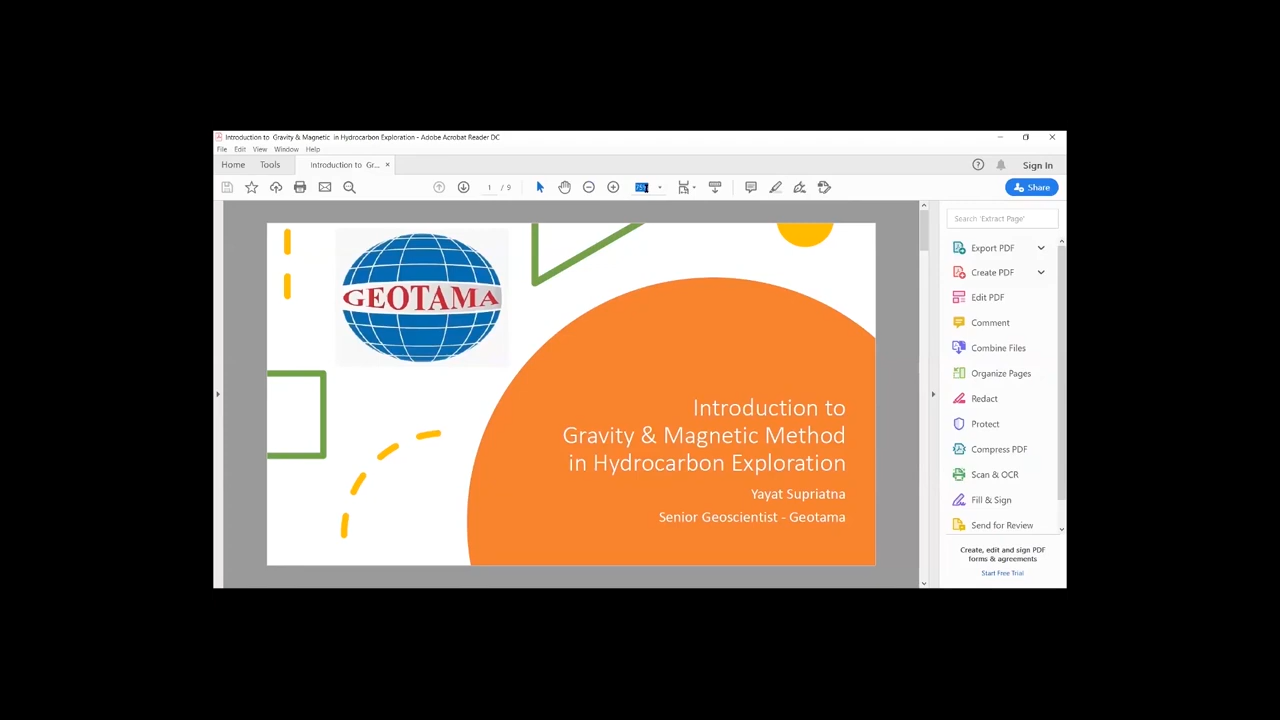 Introduction to Gravity & Magnetic in Hydrocarbon Exploration - Adobe Acrobat Reader DC
File Edit View Window Help
Home Tools Introduction to Gr... × Sign In
1 / 9 75% Share
GEOTAMA
Introduction to
Gravity & Magnetic Method
in Hydrocarbon Exploration
Yayat Supriatna
Senior Geoscientist - Geotama
Search 'Extract Page'
Export PDF
Create PDF
Edit PDF
Comment
Combine Files
Organize Pages
Redact
Protect
Compress PDF
Scan & OCR
Fill & Sign
Send for Review
Create, edit and sign PDF
forms & agreements
Start Free Trial